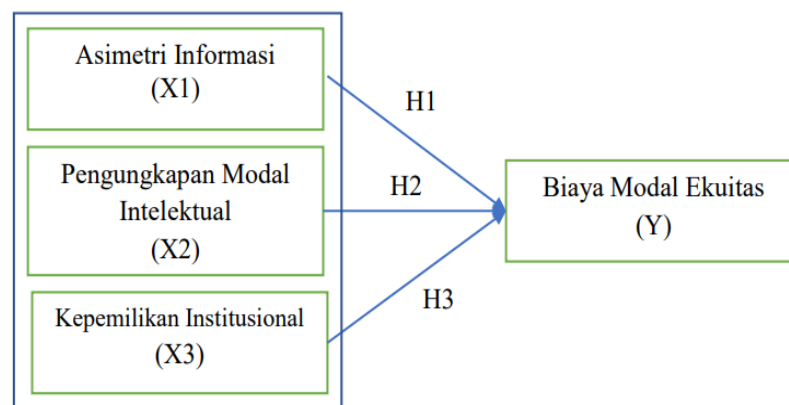 Asimetri Informasi
(X1)
H1
Pengungkapan Modal
Intelektual
(X2)
H2
Biaya Modal Ekuitas
(Y)
Kepemilikan Institusional
(X3)
H3